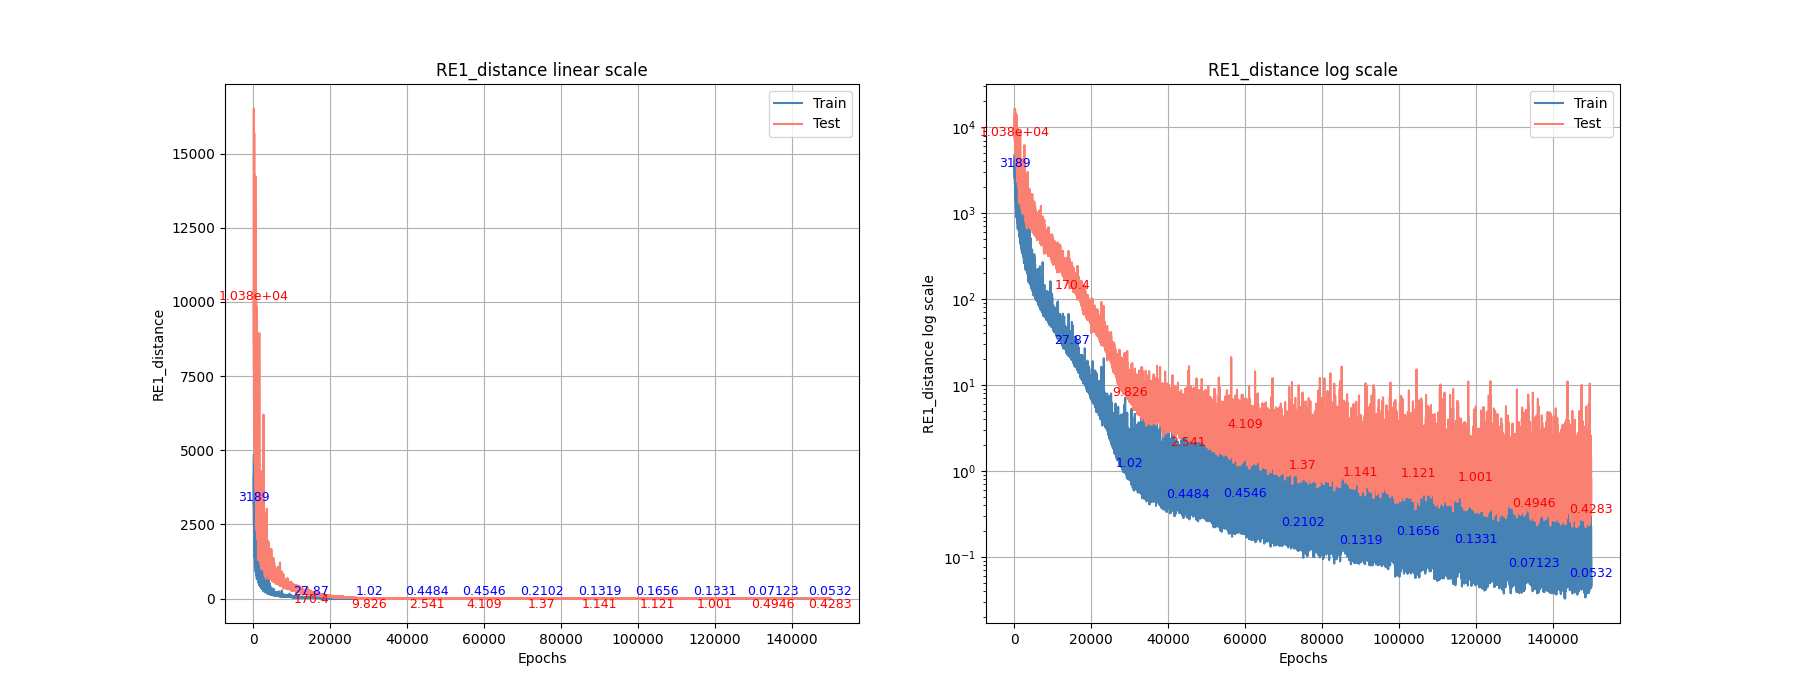 RE1_distance linear scale
Train
Test
15000
12500
10000
7500
5000
2500
0
RE1_distance
1.038e+04
3189
27.87 1.02 0.4484 0.4546 0.2102 0.1319 0.1656 0.1331 0.07123 0.0532
170.4 9.826 2.541 4.109 1.37 1.141 1.121 1.001 0.4946 0.4283
0 20000 40000 60000 80000 100000 120000 140000
Epochs
RE1_distance log scale
Train
Test
10^4
10^3
10^2
10^1
10^0
10^-1
RE1_distance log scale
1.038e+04
3189
170.4
27.87
9.826
4.109
2.541
1.02
1.37
1.141
1.121
1.001
0.4484
0.4546
0.4946
0.4283
0.2102
0.1319
0.1656
0.1331
0.07123
0.0532
0 20000 40000 60000 80000 100000 120000 140000
Epochs